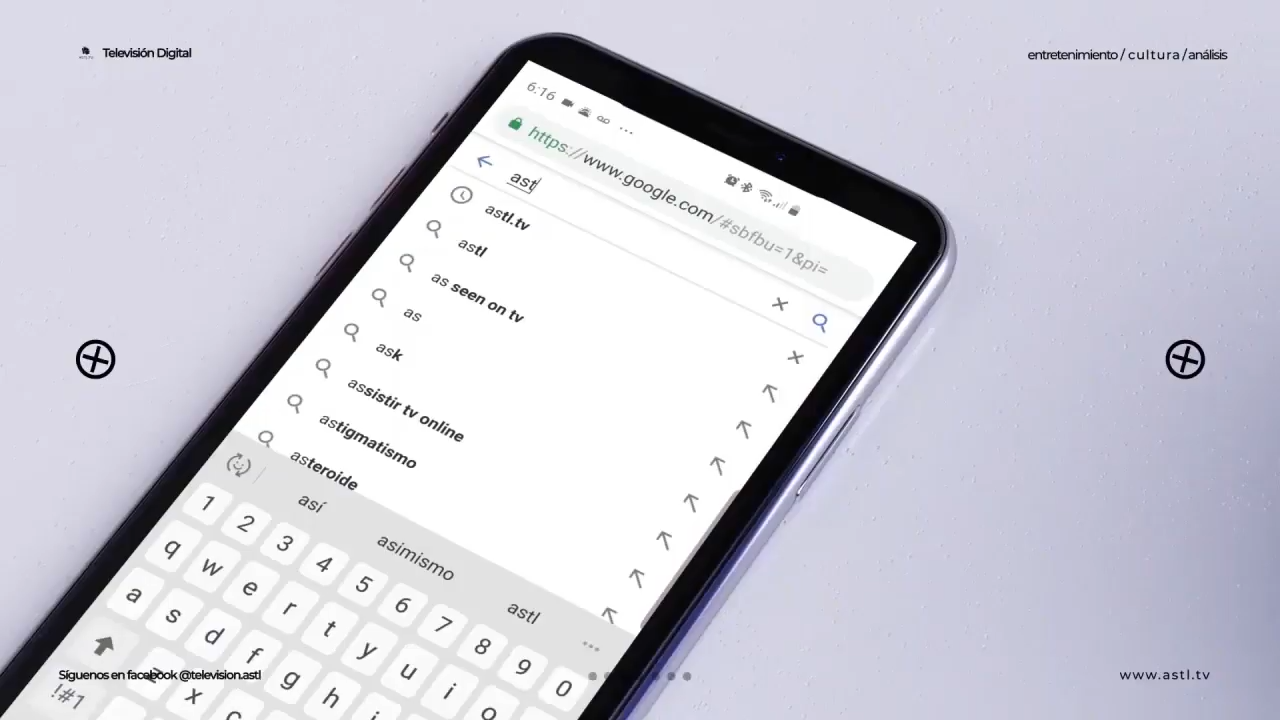 Televisión Digital
entretenimiento / cultura / análisis
6:16
https://www.google.com/#sbfbu=1&pi=
ast
astl.tv
astl
as seen on tv
as
ask
assistir tv online
astigmatismo
asteroide
así
asimismo
astl
1 2 3 4 5 6 7 8 9 0
q w e r t y u i o
a s d f g h j
x c
!#1
Síguenos en facebook @television.astl
www.astl.tv